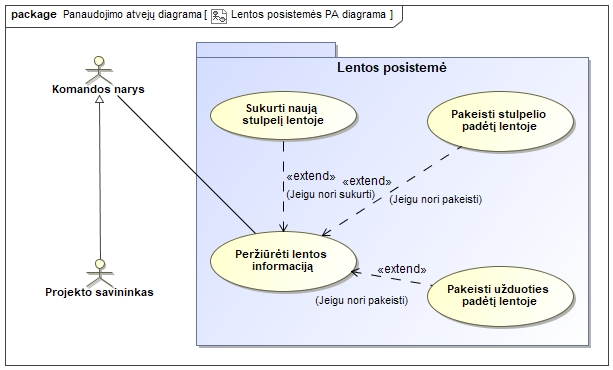 package Panaudojimo atvejų diagrama [ Lentos posistemės PA diagrama ]
Lentos posistemė
Komandos narys
Sukurti naują
stulpelį lentoje
Pakeisti stulpelio
padėtį lentoje
«extend»
(Jeigu nori sukurti)
«extend»
(Jeigu nori pakeisti)
Peržiūrėti lentos
informaciją
«extend»
(Jeigu nori pakeisti)
Pakeisti užduoties
padėtį lentoje
Projekto savininkas